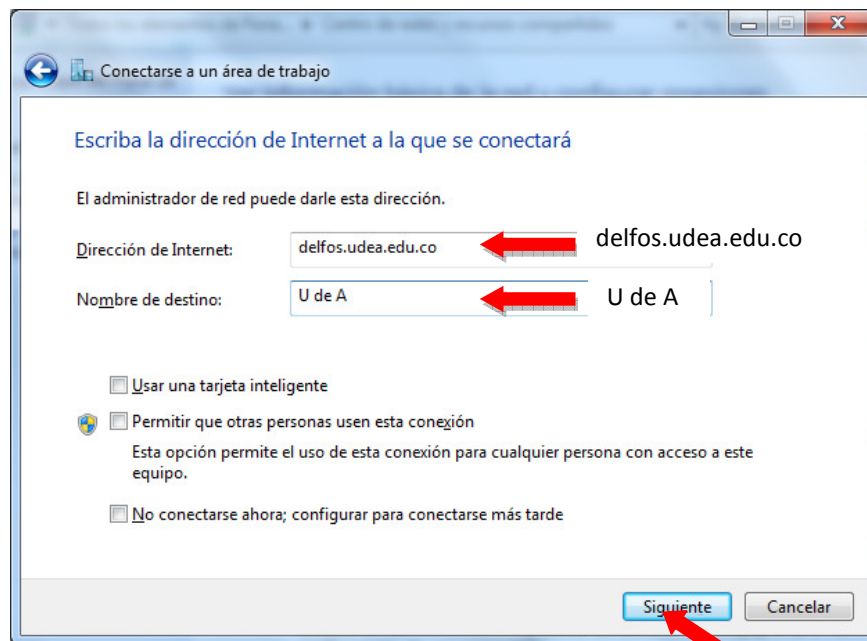 Conectarse a un área de trabajo
Escriba la dirección de Internet a la que se conectará
El administrador de red puede darle esta dirección.
Dirección de Internet: delfos.udea.edu.co delfos.udea.edu.co
Nombre de destino: U de A U de A
Usar una tarjeta inteligente
Permitir que otras personas usen esta conexión
Esta opción permite el uso de esta conexión para cualquier persona con acceso a este
equipo.
No conectarse ahora; configurar para conectarse más tarde
Siguiente Cancelar